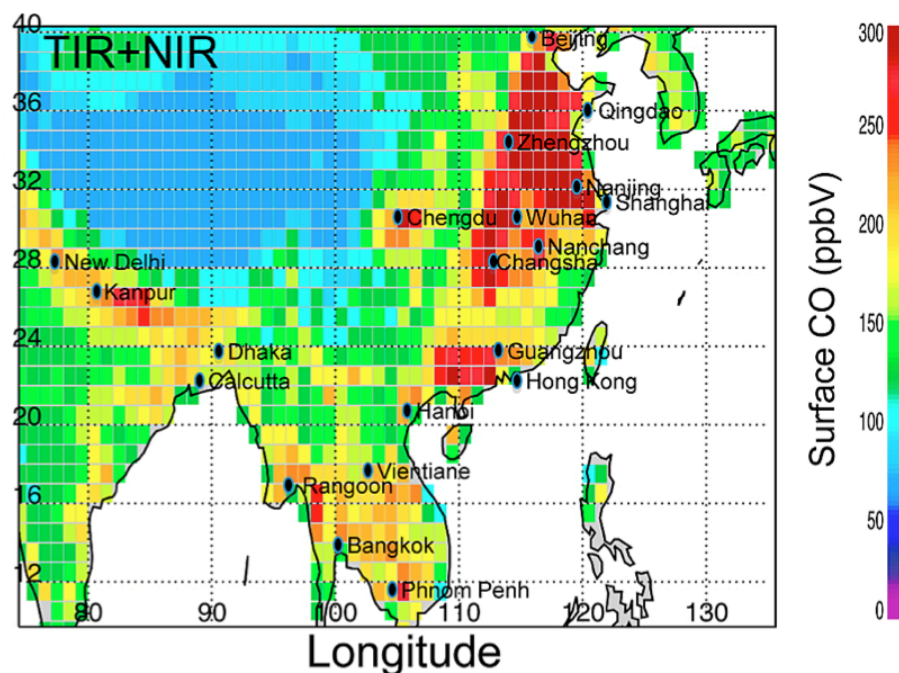 TIR+NIR
40
36
32
28
24
20
16
12
80
90
100
110
120
130
Longitude
Beijing
Qingdao
Zhengzhou
Nanjing
Shanghai
Chengdu
Wuhan
Nanchang
Changsha
New Delhi
Kanpur
Dhaka
Calcutta
Guangzhou
Hong Kong
Hanoi
Vientiane
Rangoon
Bangkok
Phnom Penh
300
250
200
150
100
50
0
Surface CO (ppbV)